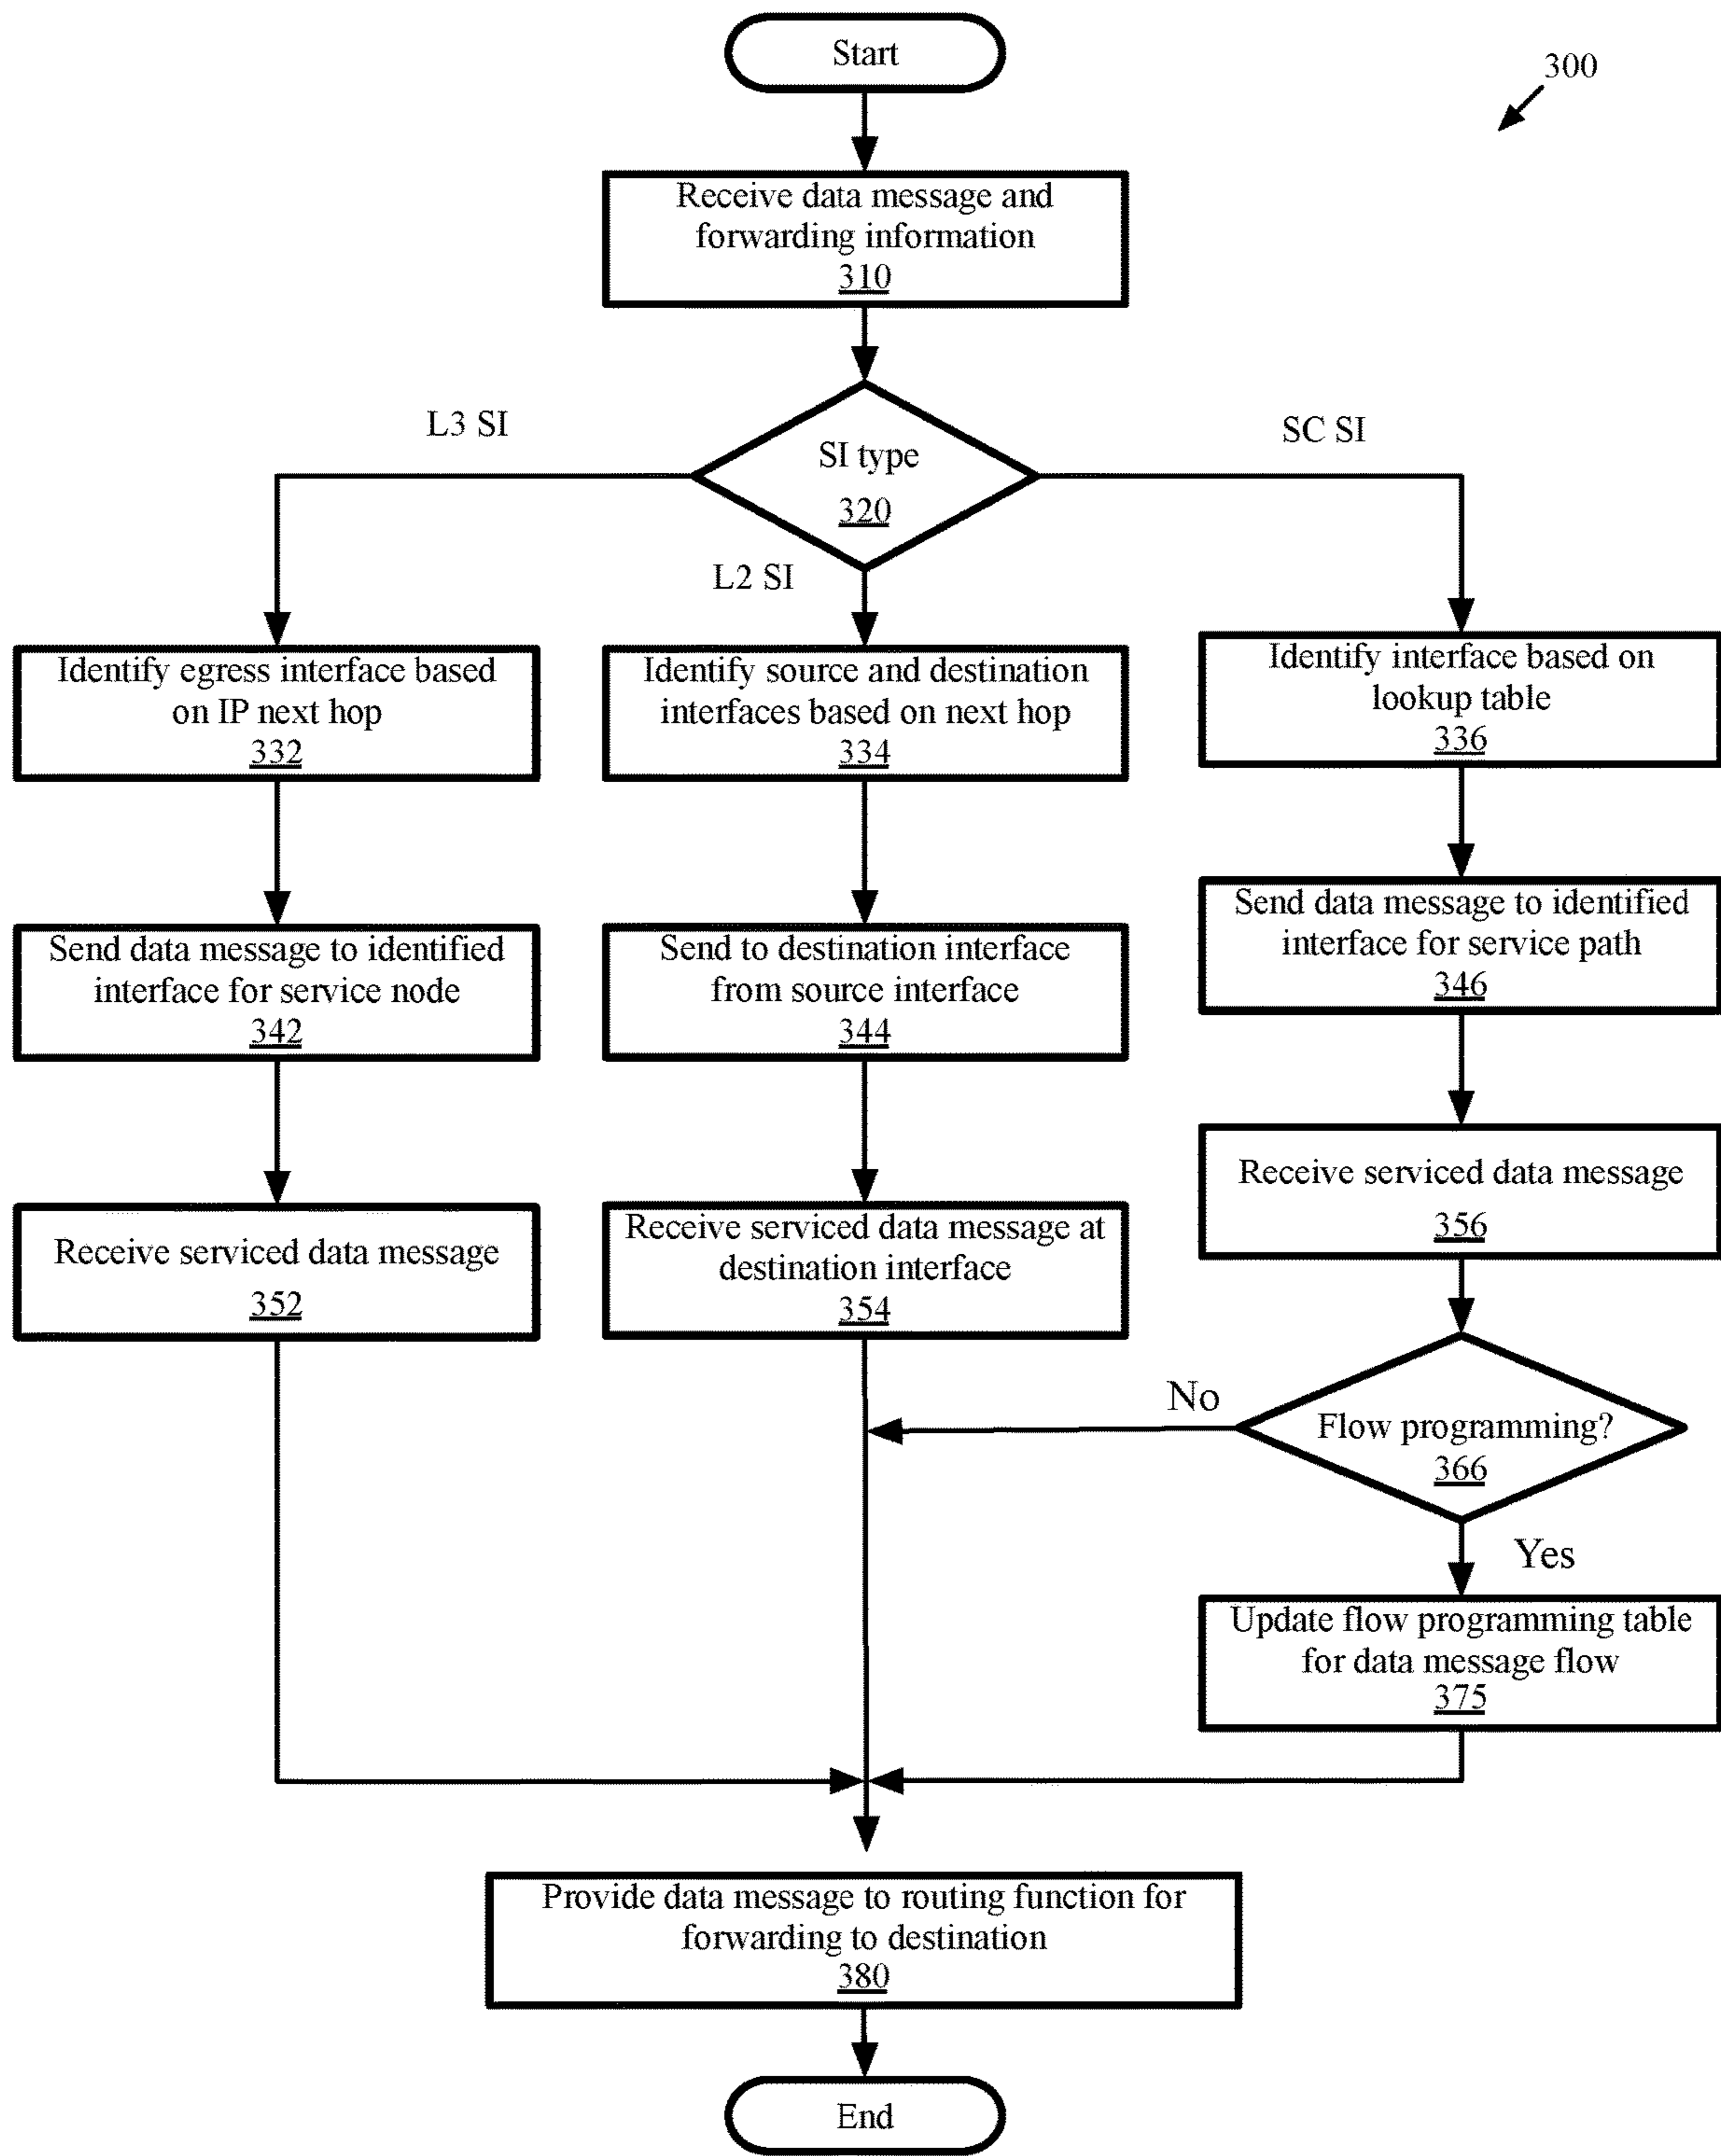 Start
300
Receive data message and
forwarding information
310
L3 SI
SC SI
SI type
320
L2 SI
Identify egress interface based
on IP next hop
332
Identify source and destination
interfaces based on next hop
334
Identify interface based on
lookup table
336
Send data message to identified
interface for service node
342
Send to destination interface
from source interface
344
Send data message to identified
interface for service path
346
Receive serviced data message
352
Receive serviced data message at
destination interface
354
Receive serviced data message
356
No
Flow programming?
366
Yes
Update flow programming table
for data message flow
375
Provide data message to routing function for
forwarding to destination
380
End